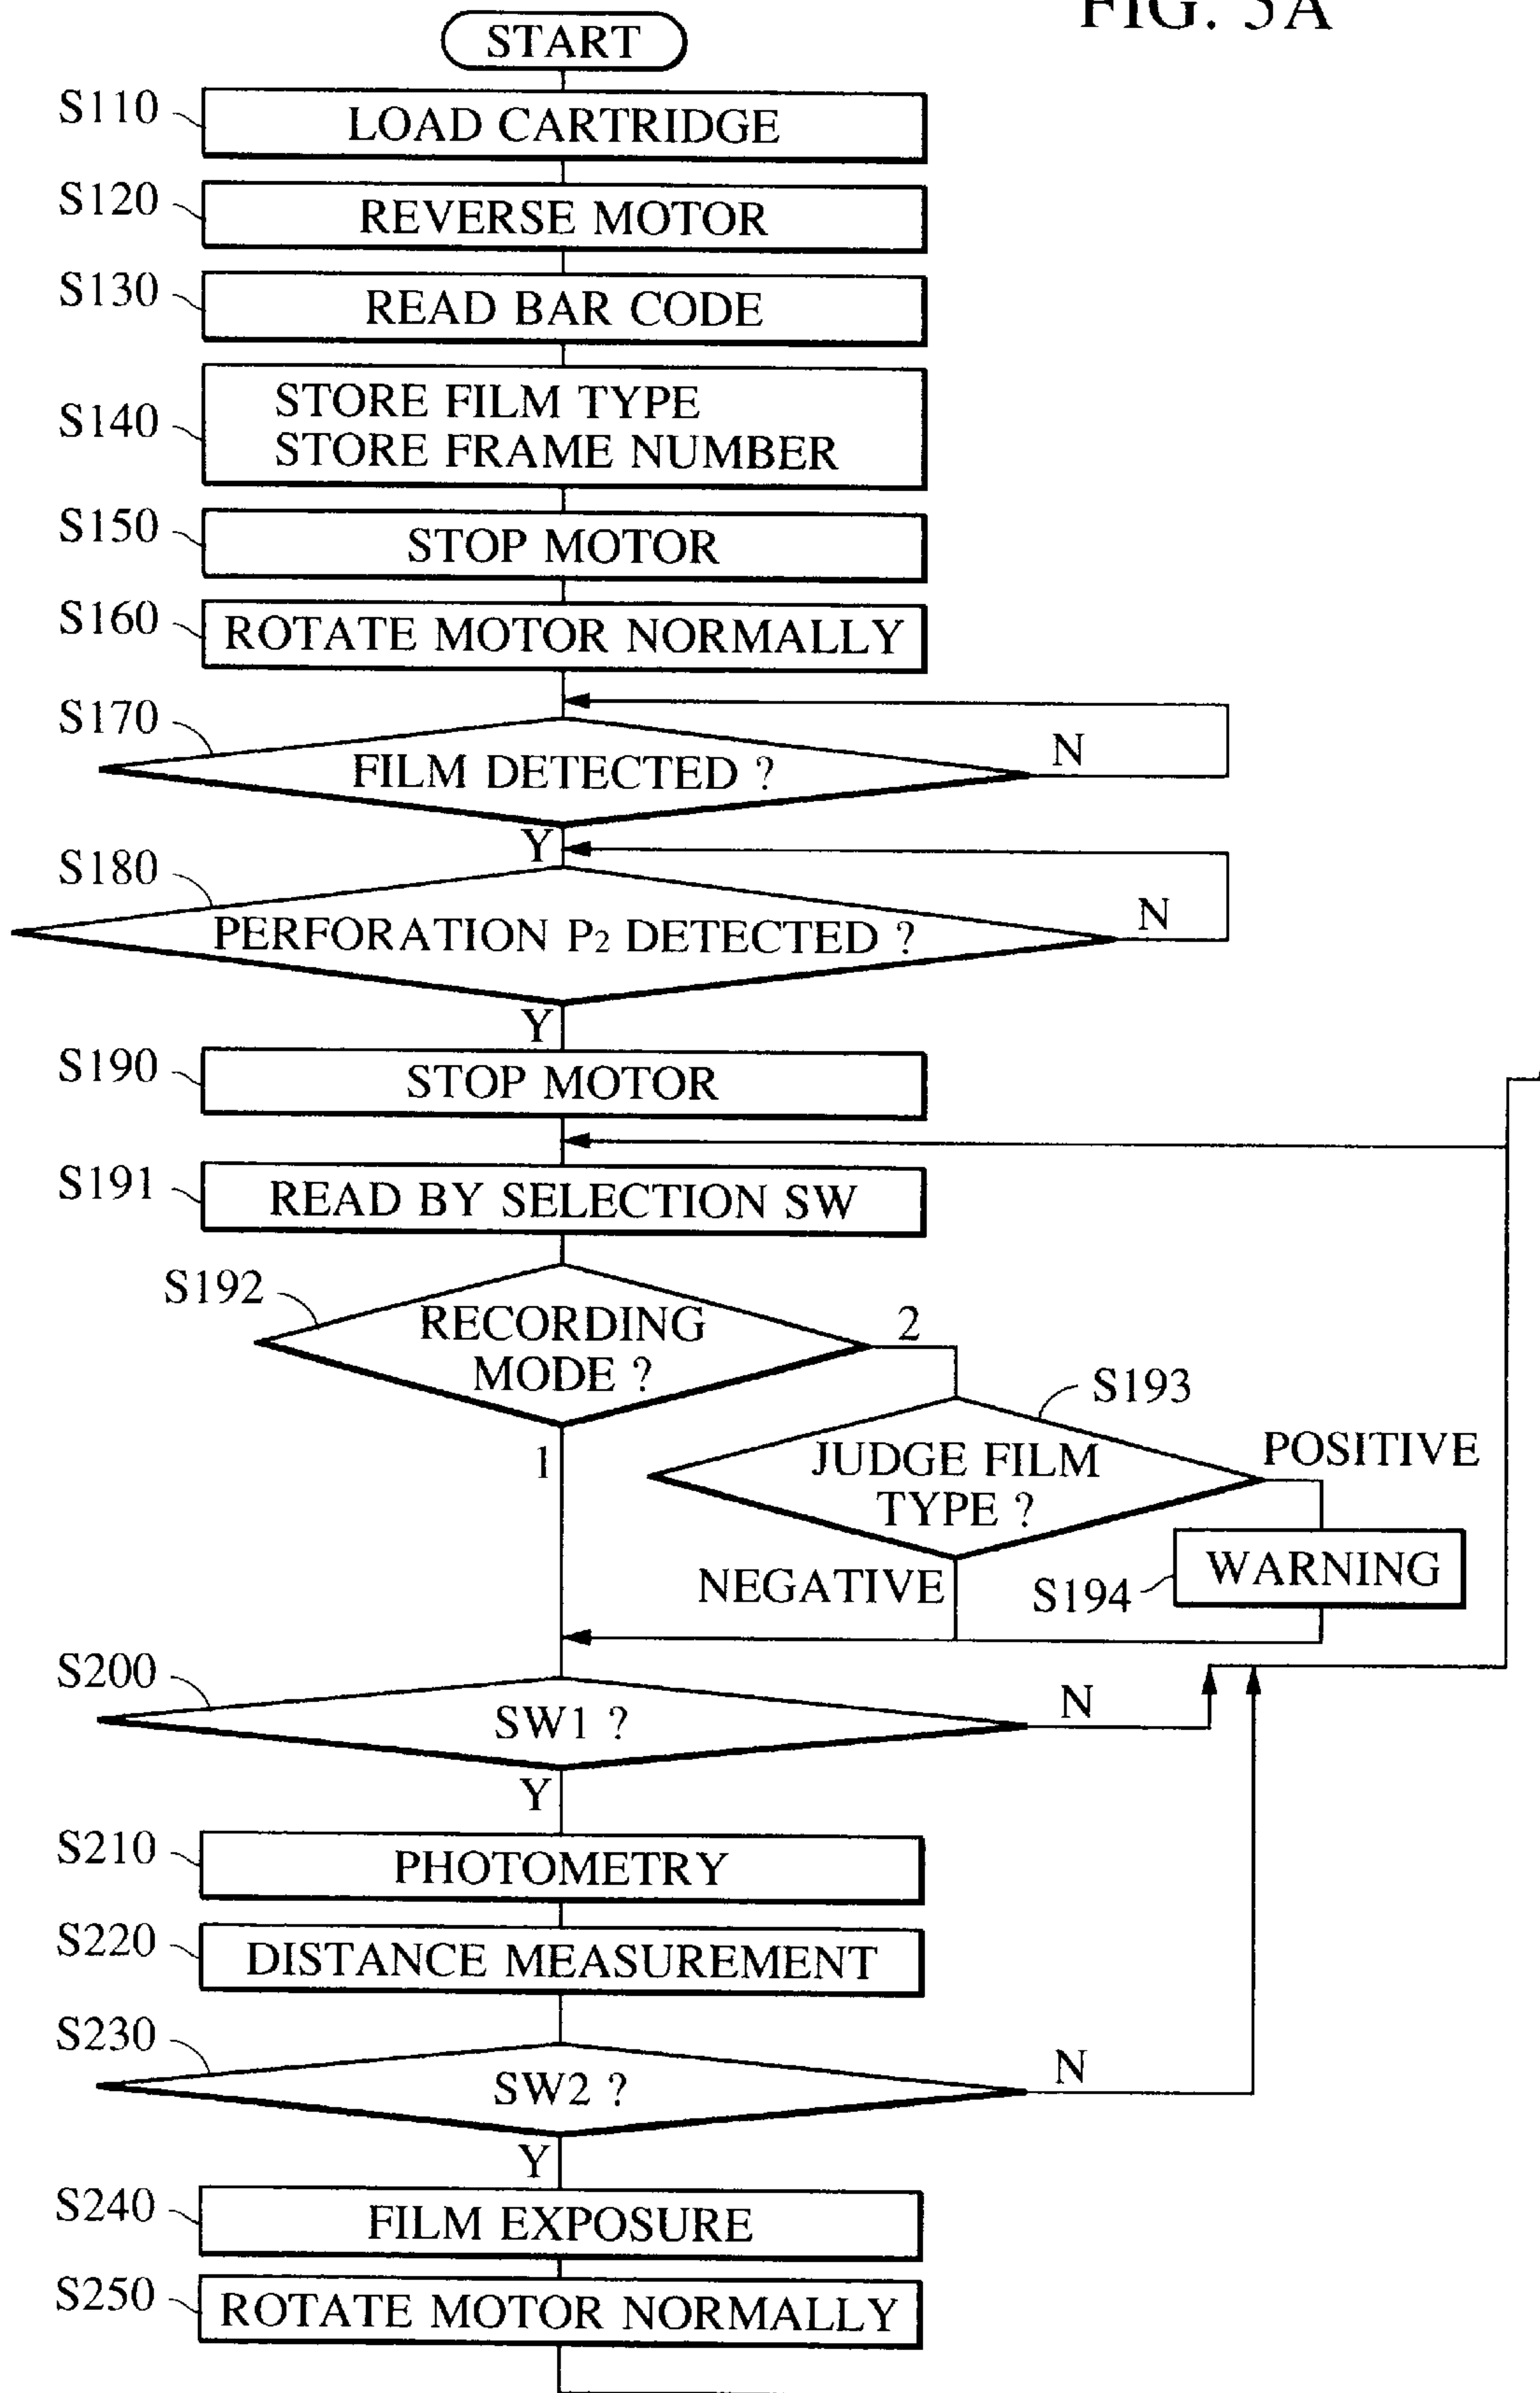 FIG. 5A
START
S110
LOAD CARTRIDGE
S120
REVERSE MOTOR
S130
READ BAR CODE
S140
STORE FILM TYPE
STORE FRAME NUMBER
S150
STOP MOTOR
S160
ROTATE MOTOR NORMALLY
S170
FILM DETECTED ?
N
Y
S180
PERFORATION P2 DETECTED ?
N
Y
S190
STOP MOTOR
S191
READ BY SELECTION SW
S192
RECORDING
MODE ?
2
1
S193
JUDGE FILM
TYPE ?
POSITIVE
NEGATIVE
S194
WARNING
S200
SW1 ?
N
Y
S210
PHOTOMETRY
S220
DISTANCE MEASUREMENT
S230
SW2 ?
N
Y
S240
FILM EXPOSURE
S250
ROTATE MOTOR NORMALLY